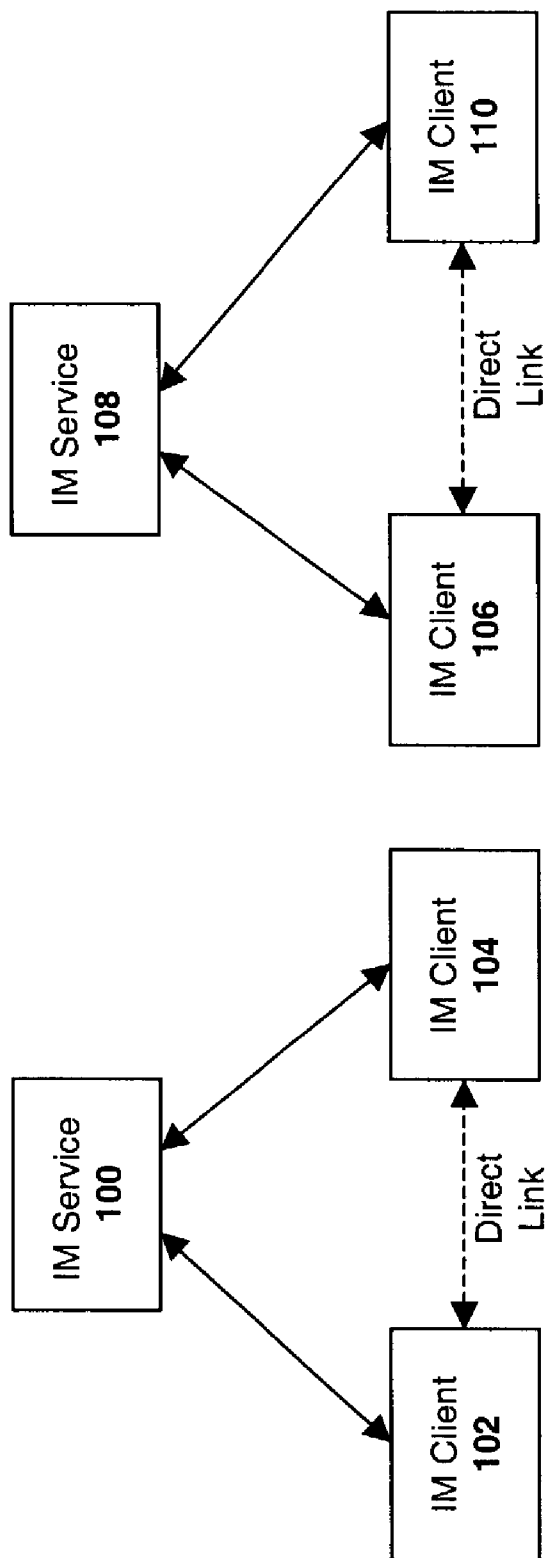 IM Service
100
IM Service
108
IM Client
102
Direct
Link
IM Client
104
IM Client
106
Direct
Link
IM Client
110